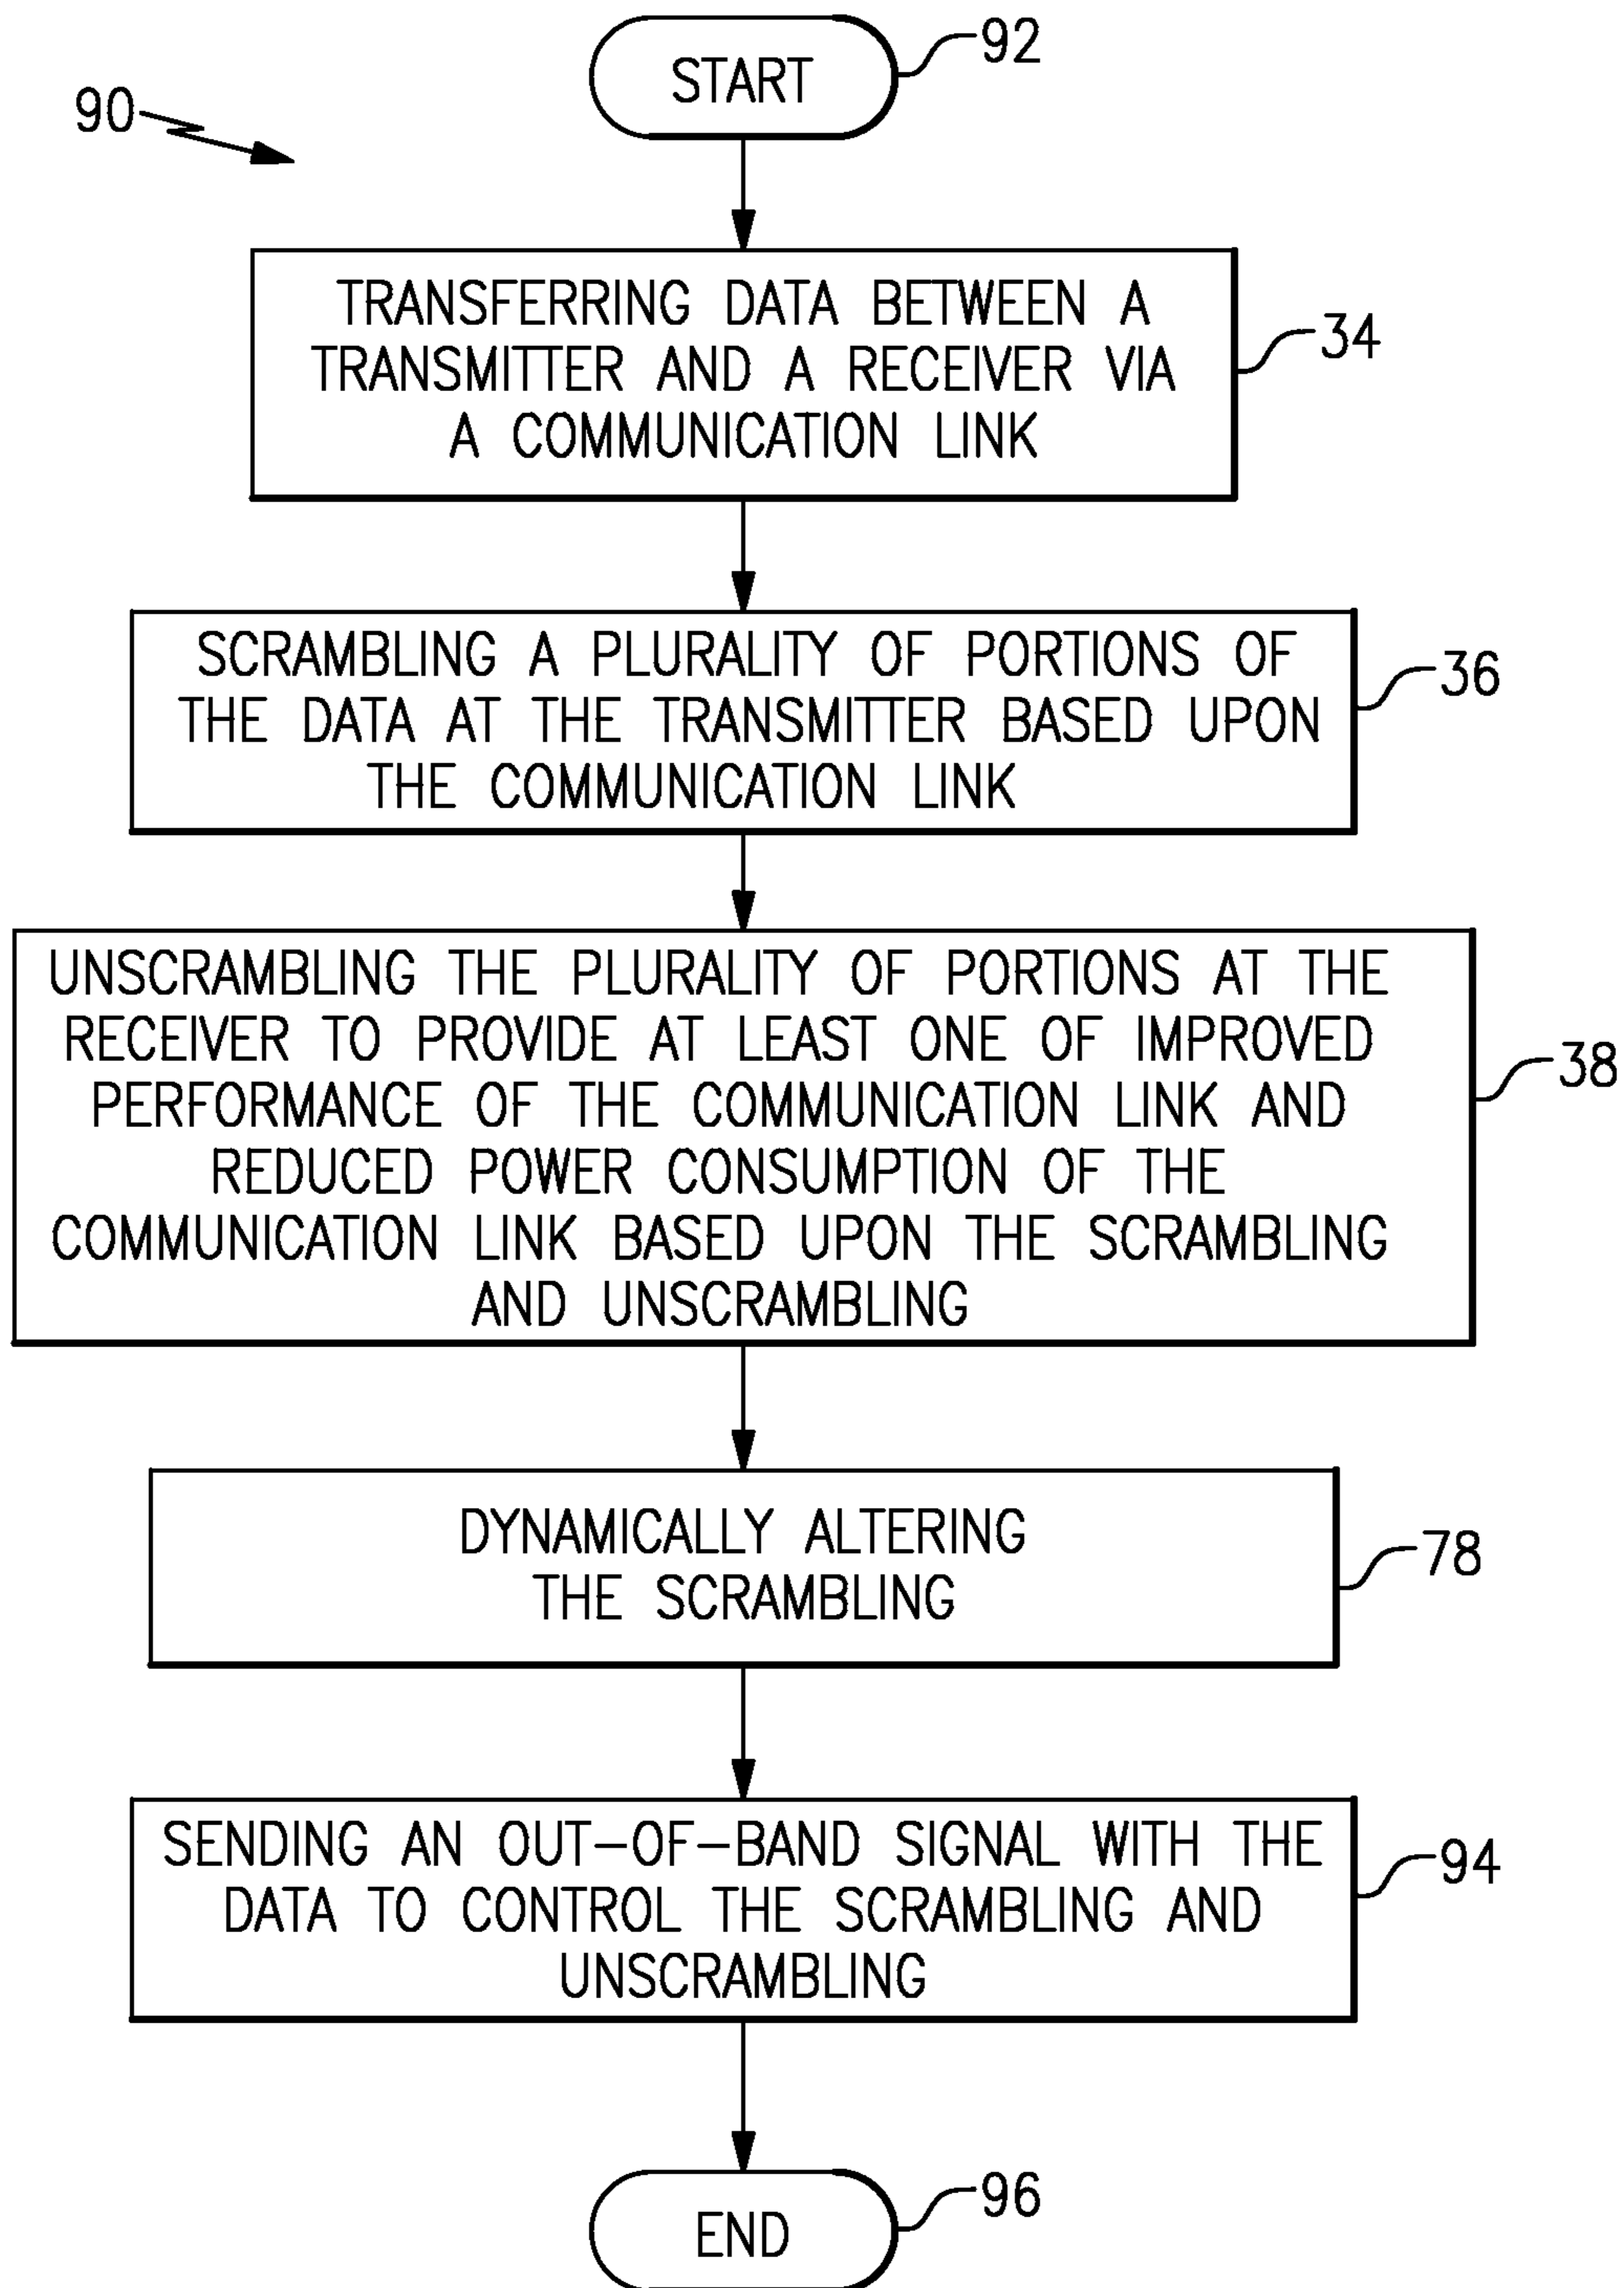 92
START
90
TRANSFERRING DATA BETWEEN A
TRANSMITTER AND A RECEIVER VIA
A COMMUNICATION LINK
34
SCRAMBLING A PLURALITY OF PORTIONS OF
THE DATA AT THE TRANSMITTER BASED UPON
THE COMMUNICATION LINK
36
UNSCRAMBLING THE PLURALITY OF PORTIONS AT THE
RECEIVER TO PROVIDE AT LEAST ONE OF IMPROVED
PERFORMANCE OF THE COMMUNICATION LINK AND
REDUCED POWER CONSUMPTION OF THE
COMMUNICATION LINK BASED UPON THE SCRAMBLING
AND UNSCRAMBLING
38
DYNAMICALLY ALTERING
THE SCRAMBLING
78
SENDING AN OUT-OF-BAND SIGNAL WITH THE
DATA TO CONTROL THE SCRAMBLING AND
UNSCRAMBLING
94
96
END